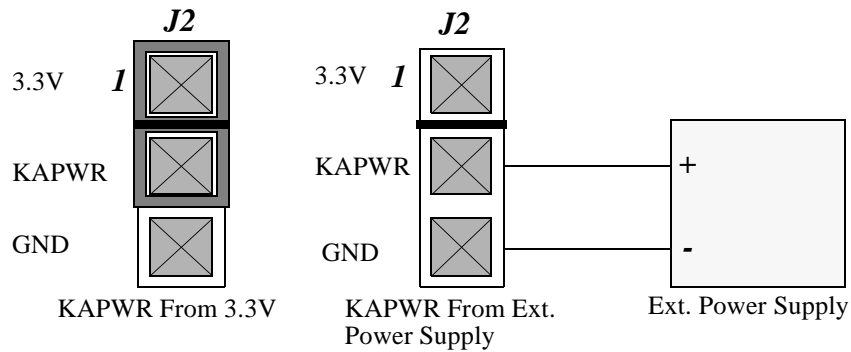 J2
3.3V 1
KAPWR
GND
KAPWR From 3.3V
J2
3.3V 1
KAPWR
GND
KAPWR From Ext.
Power Supply
+
-
Ext. Power Supply